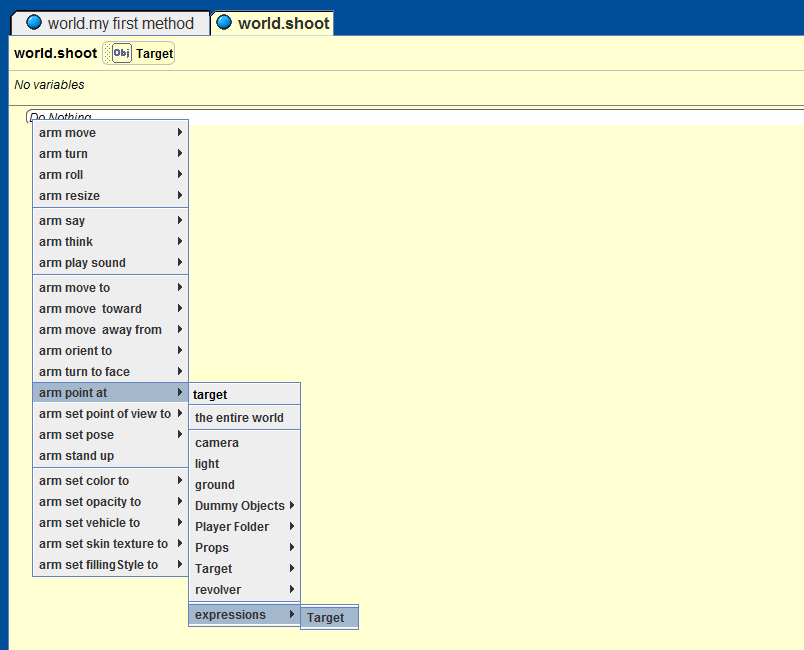 world.my first method world.shoot
world.shoot Obj Target
No variables
Do Nothing
arm move
arm turn
arm roll
arm resize
arm say
arm think
arm play sound
arm move to
arm move toward
arm move away from
arm orient to
arm turn to face
arm point at
arm set point of view to
arm set pose
arm stand up
arm set color to
arm set opacity to
arm set vehicle to
arm set skin texture to
arm set fillingStyle to
target
the entire world
camera
light
ground
Dummy Objects
Player Folder
Props
Target
revolver
expressions
Target